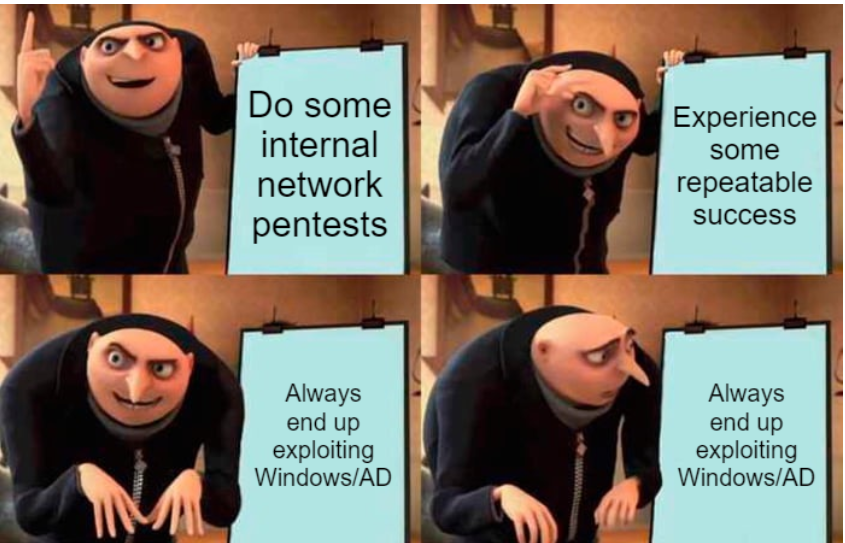 Do some
internal
network
pentests
Experience
some
repeatable
success
Always
end up
exploiting
Windows/AD
Always
end up
exploiting
Windows/AD